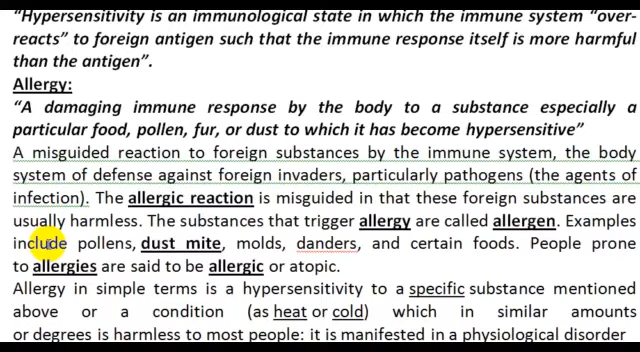 "Hypersensitivity is an immunological state in which the immune system "over-
reacts" to foreign antigen such that the immune response itself is more harmful
than the antigen".
Allergy:
"A damaging immune response by the body to a substance especially a
particular food, pollen, fur, or dust to which it has become hypersensitive"
A misguided reaction to foreign substances by the immune system, the body
system of defense against foreign invaders, particularly pathogens (the agents of
infection). The allergic reaction is misguided in that these foreign substances are
usually harmless. The substances that trigger allergy are called allergen. Examples
include pollens, dust mite, molds, danders, and certain foods. People prone
to allergies are said to be allergic or atopic.
Allergy in simple terms is a hypersensitivity to a specific substance mentioned
above or a condition (as heat or cold) which in similar amounts
or degrees is harmless to most people: it is manifested in a physiological disorder